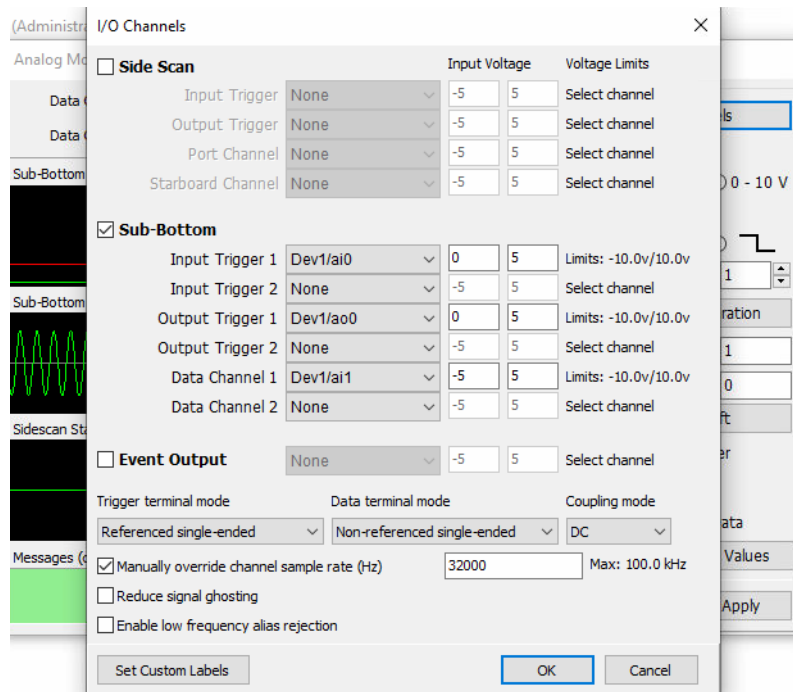 (Administra
I/O Channels
Analog Mo
Side Scan
Input Voltage
Voltage Limits
Input Trigger None -5 5 Select channel
Output Trigger None -5 5 Select channel
Port Channel None -5 5 Select channel
Starboard Channel None -5 5 Select channel
Data
Data
ls
Sub-Bottom
0 - 10 V
Sub-Bottom
Input Trigger 1 Dev1/ai0 0 5 Limits: -10.0v/10.0v
Input Trigger 2 None -5 5 Select channel
Output Trigger 1 Dev1/ao0 0 5 Limits: -10.0v/10.0v
Output Trigger 2 None -5 5 Select channel
Data Channel 1 Dev1/ai1 -5 5 Limits: -10.0v/10.0v
Data Channel 2 None -5 5 Select channel
1
Sub-Bottom
ration
1
0
ft
Sidescan Sta
er
Event Output None -5 5 Select channel
Trigger terminal mode Data terminal mode Coupling mode
Referenced single-ended Non-referenced single-ended DC
ata
Messages (
Manually override channel sample rate (Hz) 32000 Max: 100.0 kHz
Values
Reduce signal ghosting
Apply
Enable low frequency alias rejection
Set Custom Labels OK Cancel